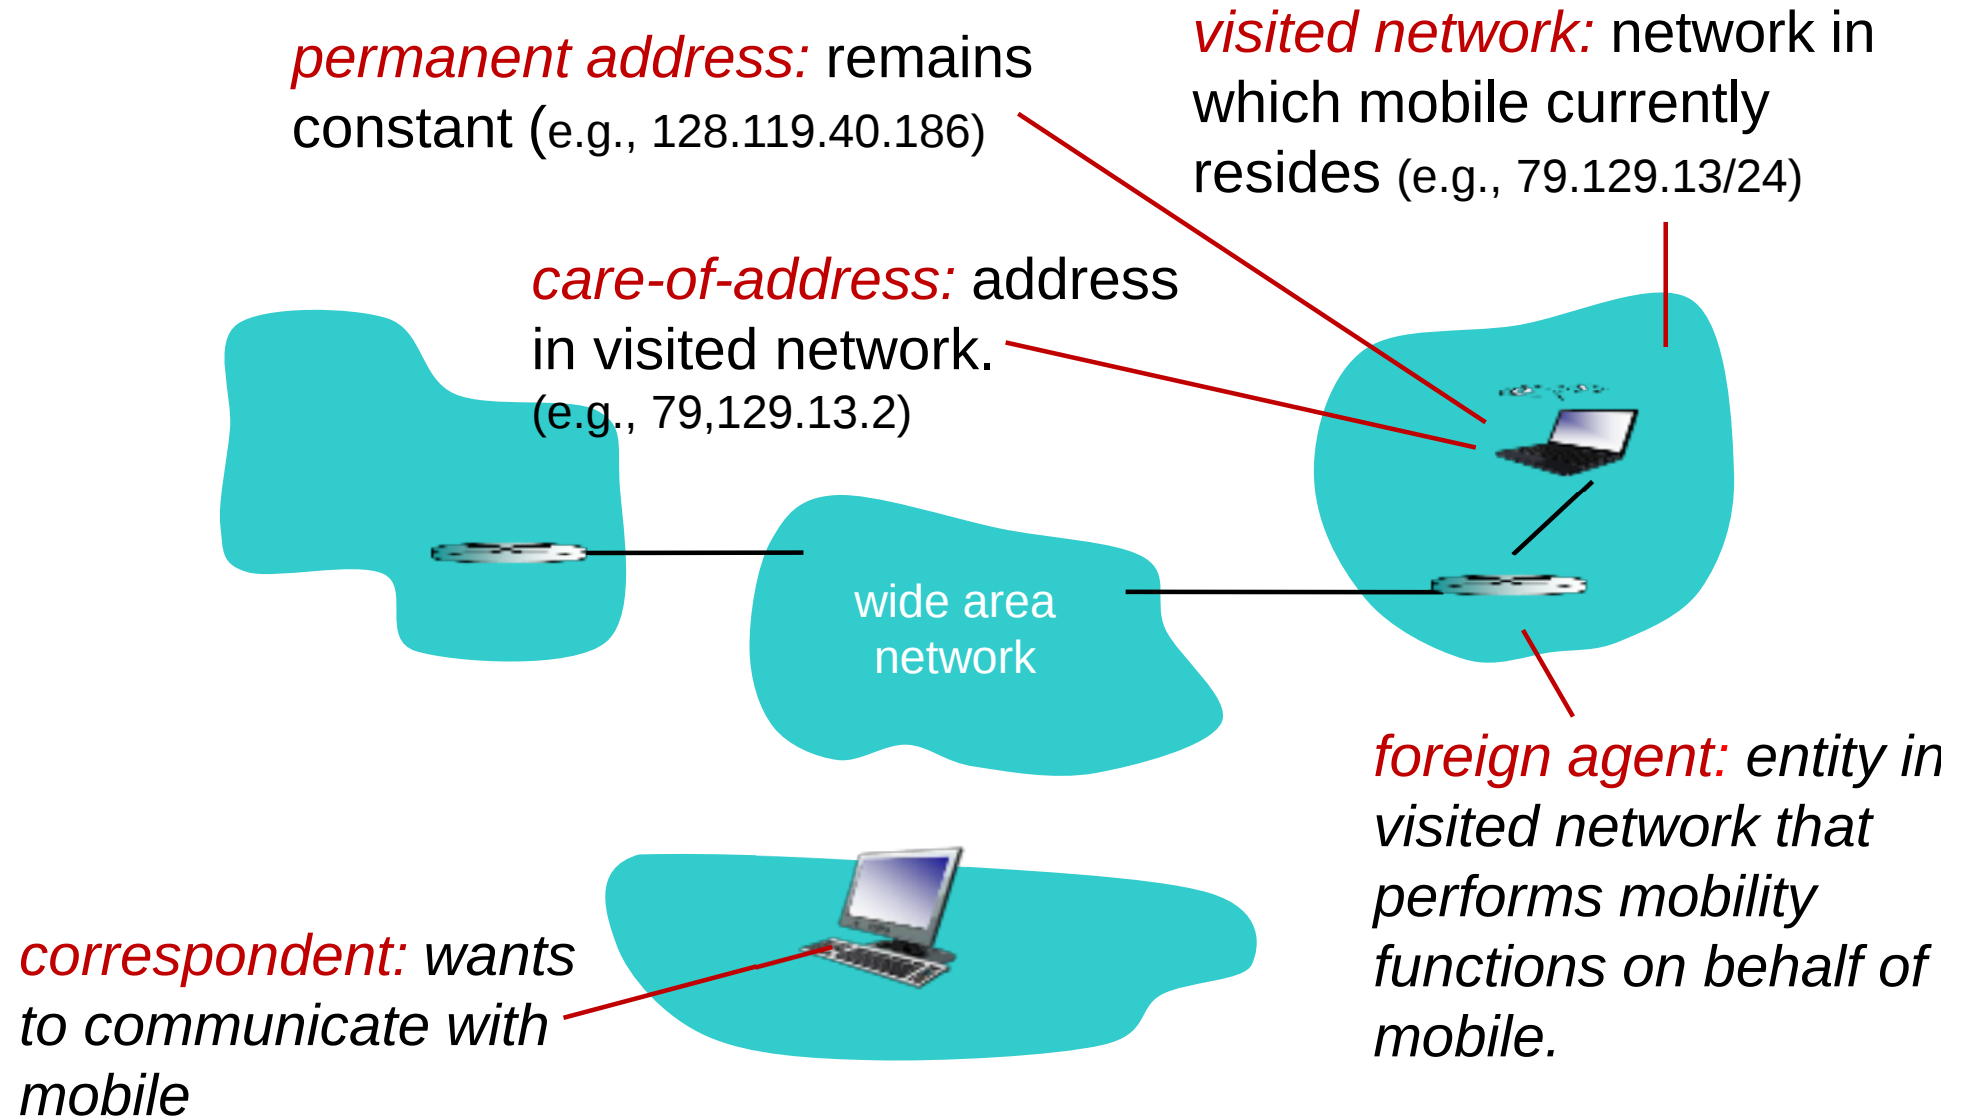 permanent address: remains
constant (e.g., 128.119.40.186)
visited network: network in
which mobile currently
resides (e.g., 79.129.13/24)
care-of-address: address
in visited network.
(e.g., 79,129.13.2)
wide area
network
foreign agent: entity in
visited network that
performs mobility
functions on behalf of
mobile.
correspondent: wants
to communicate with
mobile